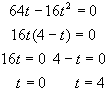 64t − 16t² = 0
16t(4 − t) = 0
16t = 0 4 − t = 0
t = 0 t = 4